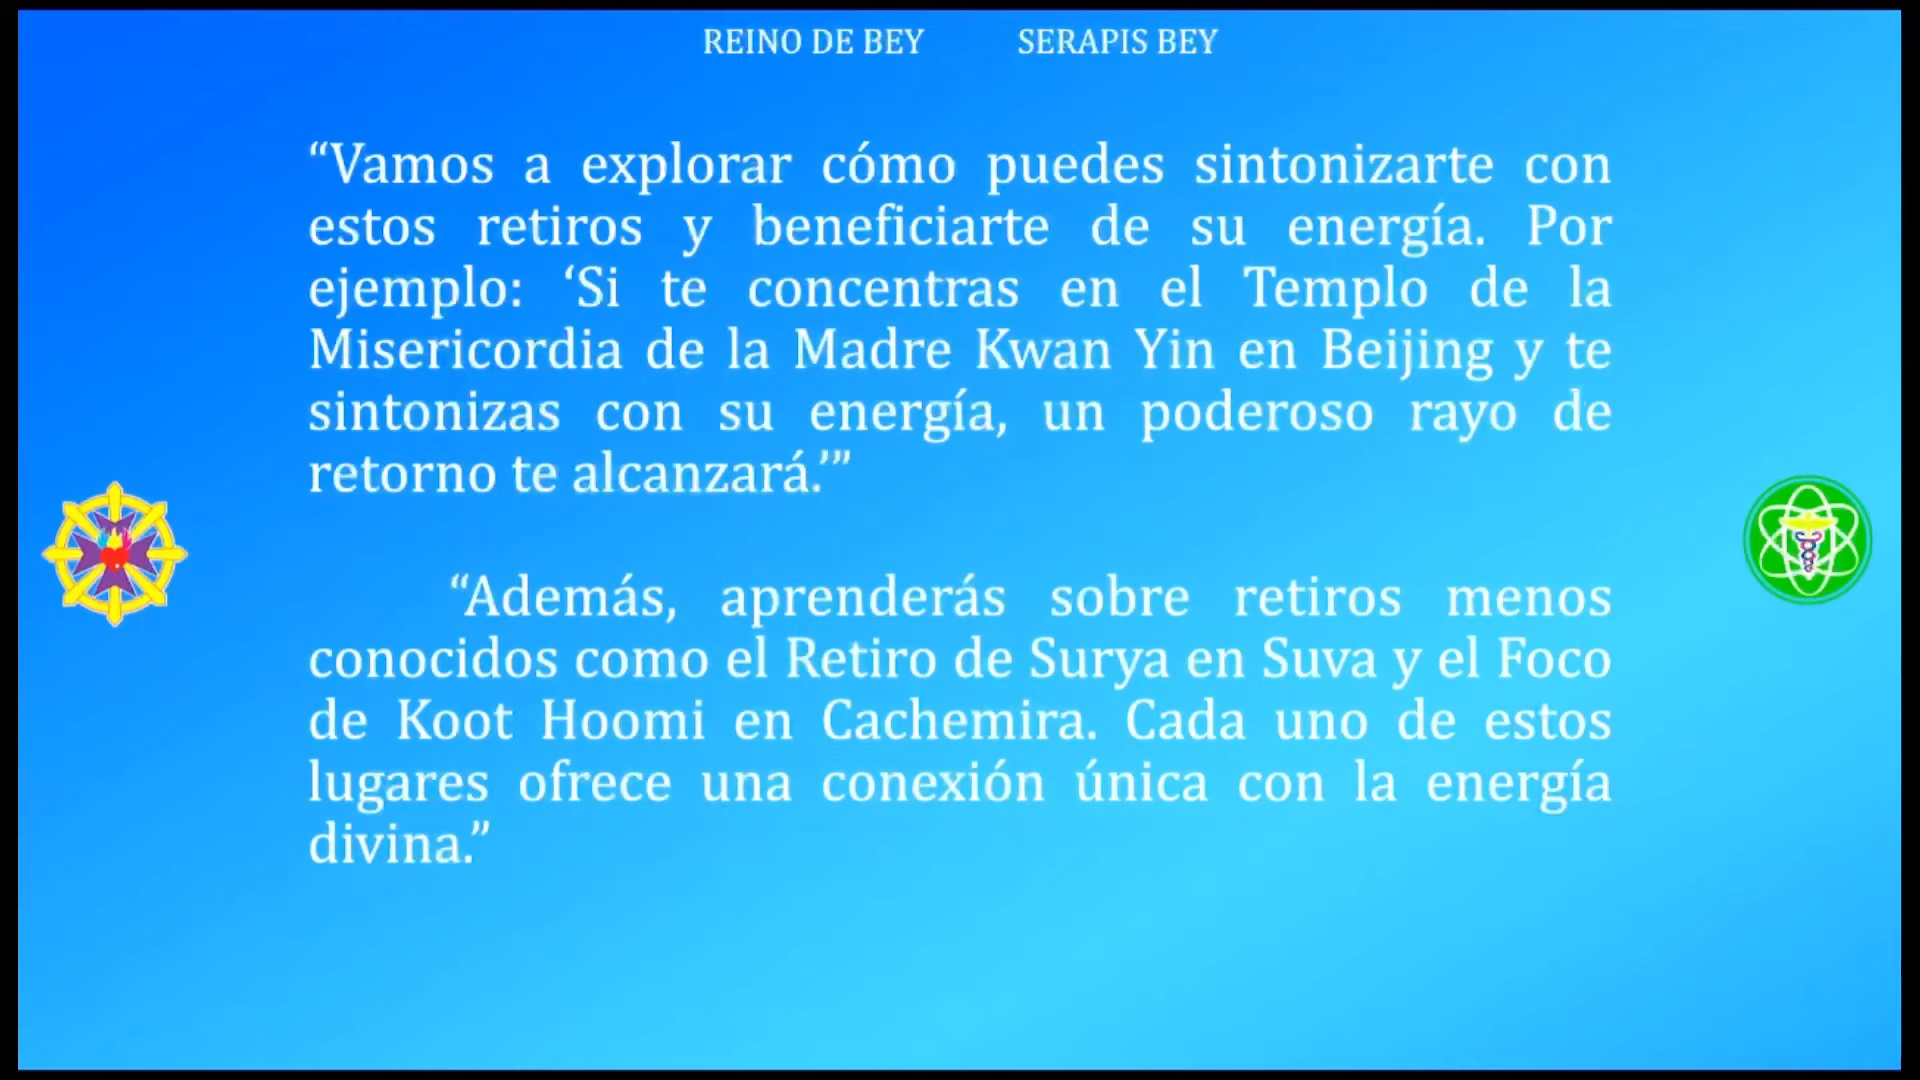 REINO DE BEY SERAPIS BEY
“Vamos a explorar cómo puedes sintonizarte con
estos retiros y beneficiarte de su energía. Por
ejemplo: ‘Si te concentras en el Templo de la
Misericordia de la Madre Kwan Yin en Beijing y te
sintonizas con su energía, un poderoso rayo de
retorno te alcanzará.’”
“Además, aprenderás sobre retiros menos
conocidos como el Retiro de Surya en Suva y el Foco
de Koot Hoomi en Cachemira. Cada uno de estos
lugares ofrece una conexión única con la energía
divina.”